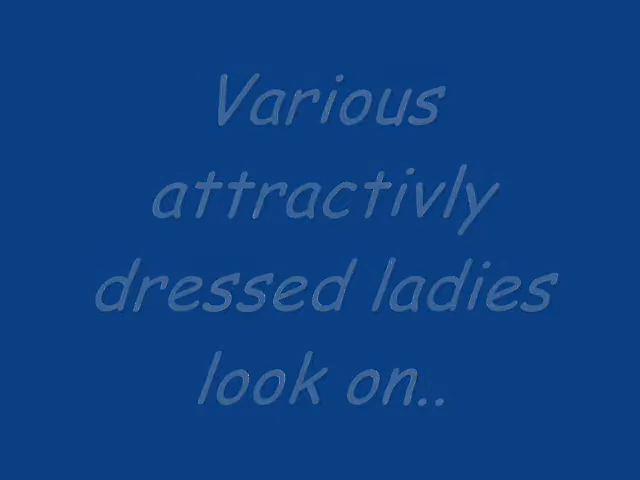 Various
attractivly
dressed ladies
look on..